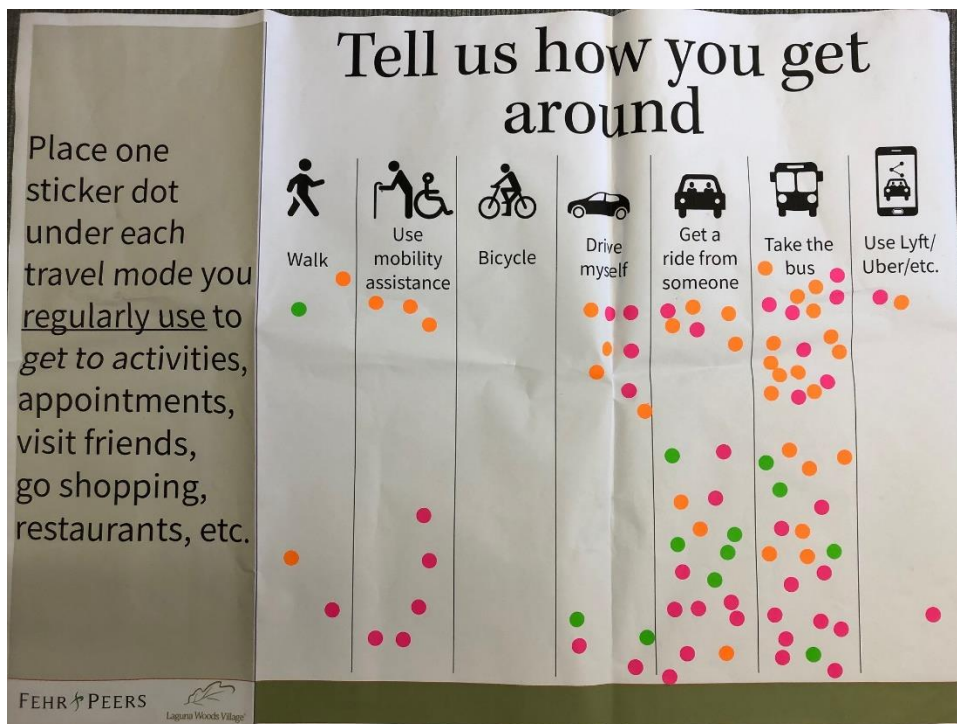 Tell us how you get
around
Place one
sticker dot
under each
travel mode you
regularly use to
get to activities,
appointments,
visit friends,
go shopping,
restaurants, etc.
Walk
Use
mobility
assistance
Bicycle
Drive
myself
Get a
ride from
someone
Take the
bus
Use Lyft/
Uber/etc.
FEHR PEERS
Laguna Woods Village